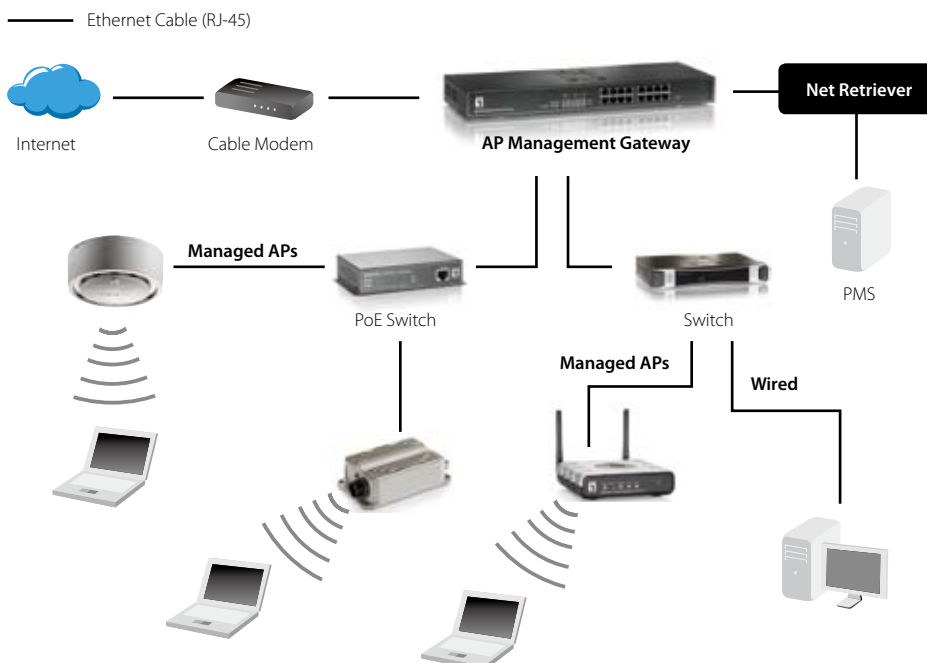 Ethernet Cable (RJ-45)
Net Retriever
Internet
Cable Modem
AP Management Gateway
Managed APs
PMS
PoE Switch
Switch
Managed APs
Wired